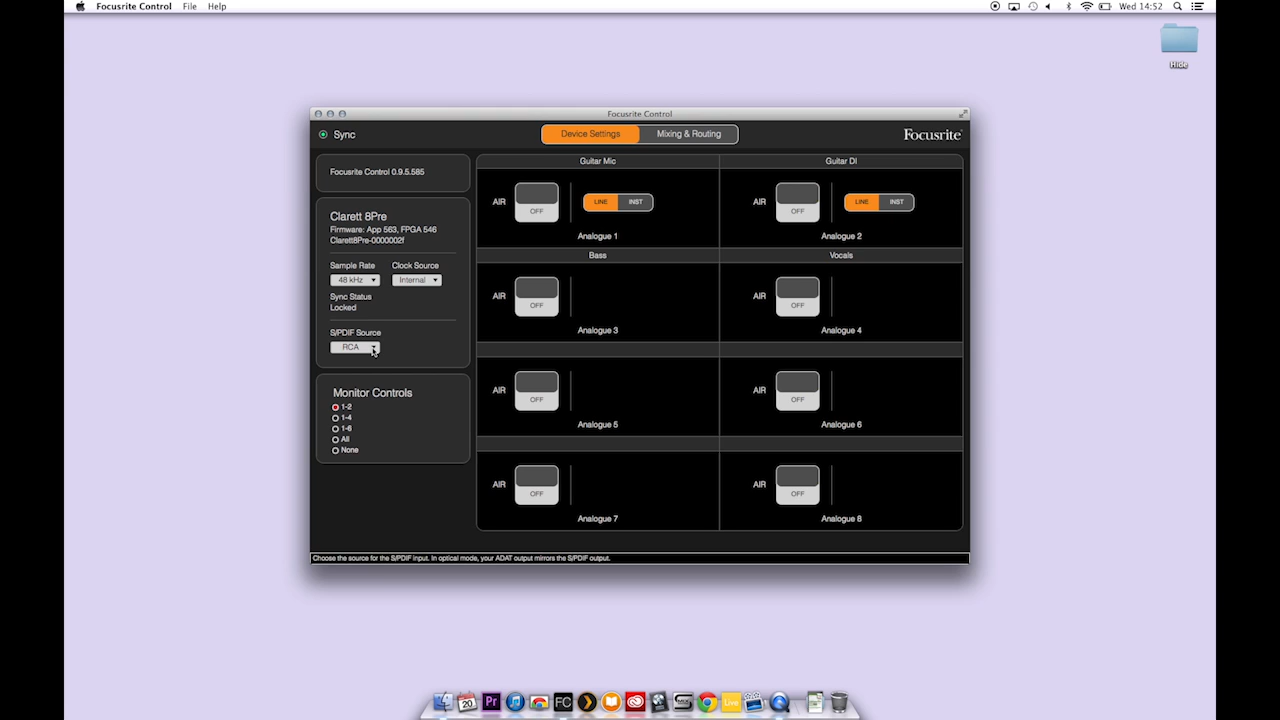 Focusrite Control File Help
Wed 14:52
Hide
Focusrite Control
Sync
Device Settings
Mixing & Routing
Focusrite
Focusrite Control 0.9.5.585
Clarett 8Pre
Firmware: App 563, FPGA 546
Clarett8Pre-0000002f
Sample Rate Clock Source
48 kHz Internal
Sync Status
Locked
S/PDIF Source
RCA
Monitor Controls
1-2
1-4
1-6
All
None
Guitar Mic
AIR OFF LINE INST
Analogue 1
Guitar DI
AIR OFF LINE INST
Analogue 2
Bass
AIR OFF
Analogue 3
Vocals
AIR OFF
Analogue 4
AIR OFF
Analogue 5
AIR OFF
Analogue 6
AIR OFF
Analogue 7
AIR OFF
Analogue 8
Choose the source for the S/PDIF input. In optical mode, your ADAT output mirrors the S/PDIF output.
20 Pr FC Live